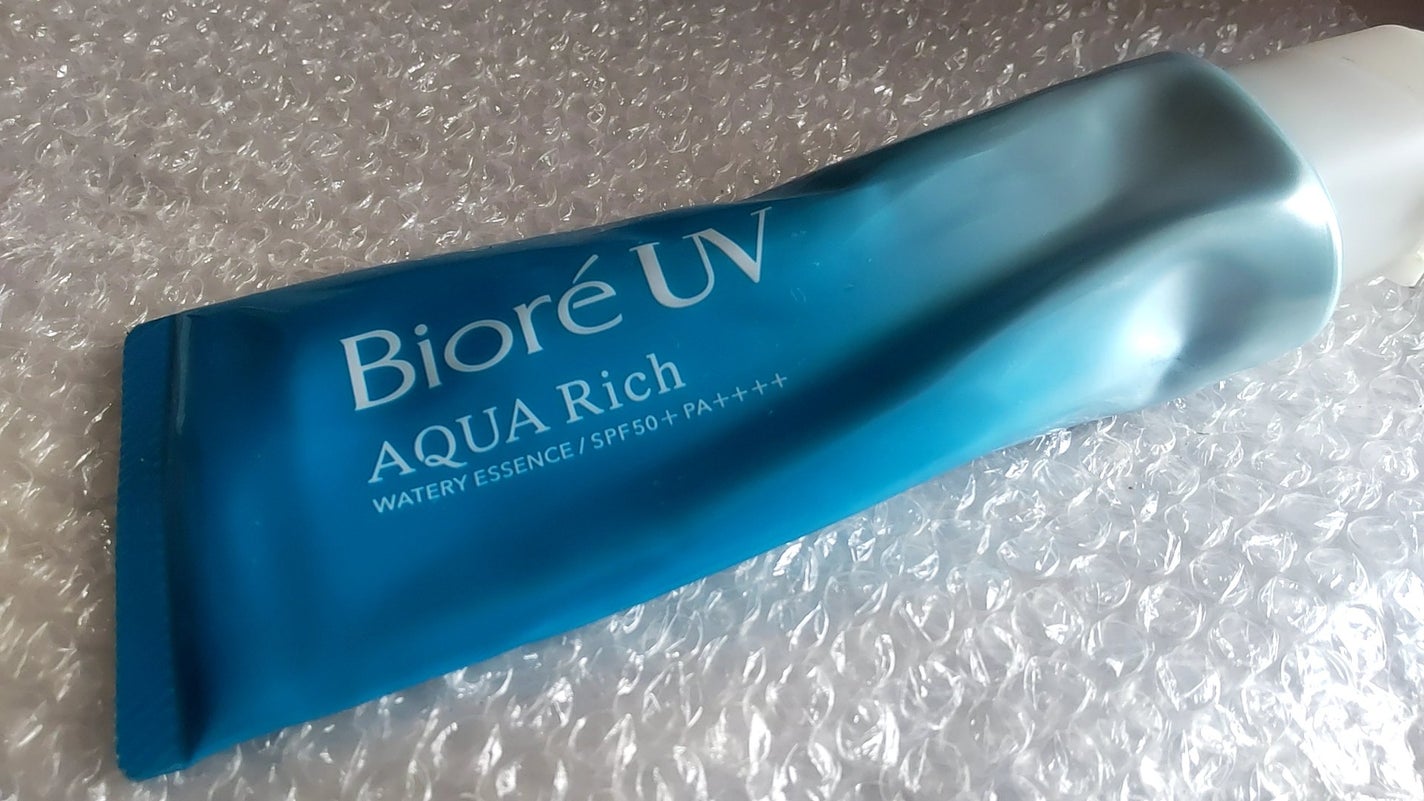 Bioré UV
AQUA Rich
WATERY ESSENCE / SPF50+ PA++++